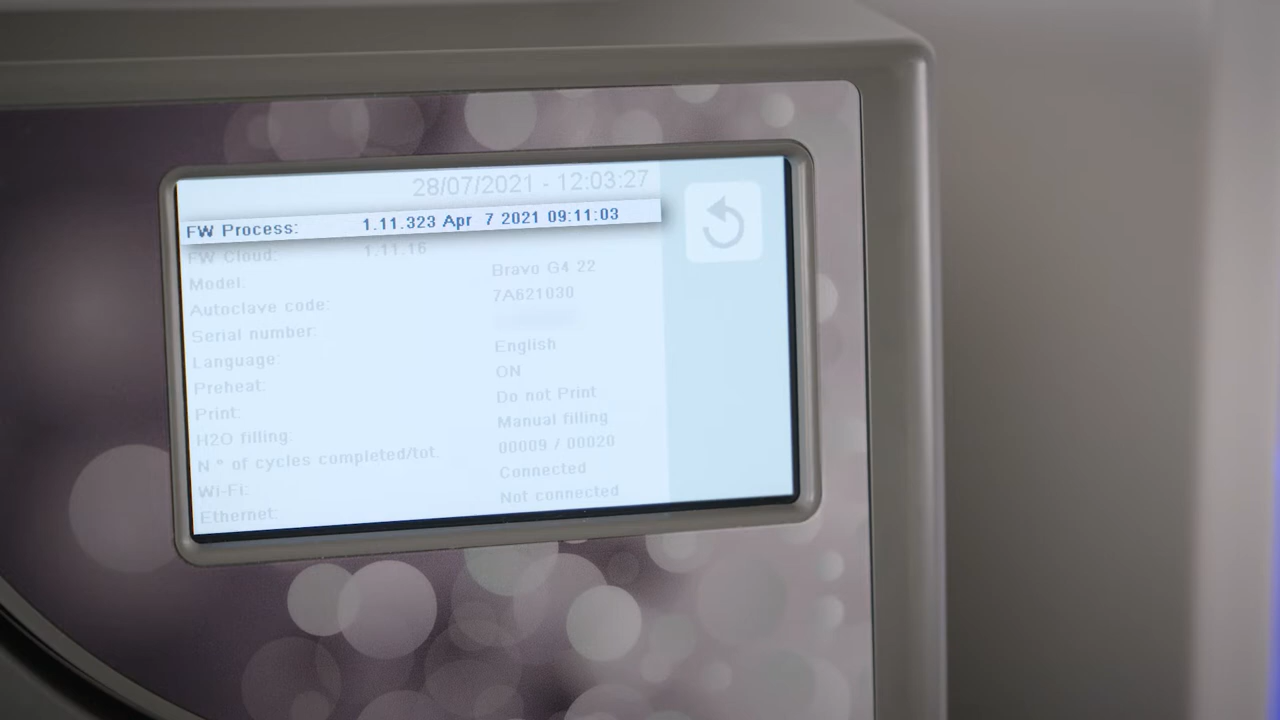 28/07/2021 - 12:03:27
FW Process: 1.11.323 Apr 7 2021 09:11:03
FW Cloud: 1.11.16
Model: Bravo G4 22
Autoclave code: 7A621030
Serial number:
Language: English
Preheat: ON
Print: Do not Print
H2O filling: Manual filling
N ° of cycles completed/tot. 00009 / 00020
Wi-Fi: Connected
Ethernet: Not connected